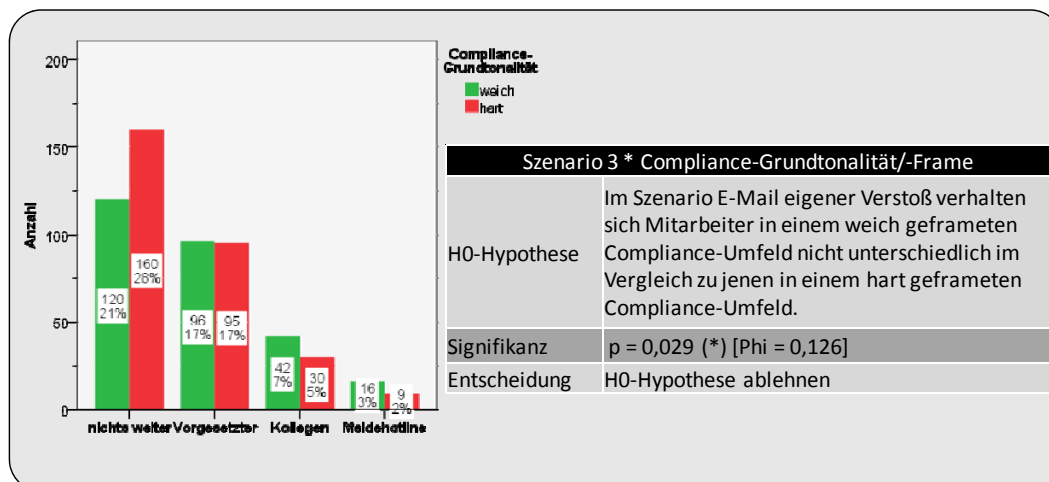 200
150
100
50
0
Anzahl
120
21%
160
28%
96
17%
95
17%
42
7%
30
5%
16
3%
9
2%
nichts weiter Vorgesetzter Kollegen Meldehotline
Compliance-
Grundtonalität
weich
hart
Szenario 3 * Compliance-Grundtonalität/-Frame
H0-Hypothese
Im Szenario E-Mail eigener Verstoß verhalten
sich Mitarbeiter in einem weich geframeten
Compliance-Umfeld nicht unterschiedlich im
Vergleich zu jenen in einem hart geframeten
Compliance-Umfeld.
Signifikanz p = 0,029 (*) [Phi = 0,126]
Entscheidung H0-Hypothese ablehnen